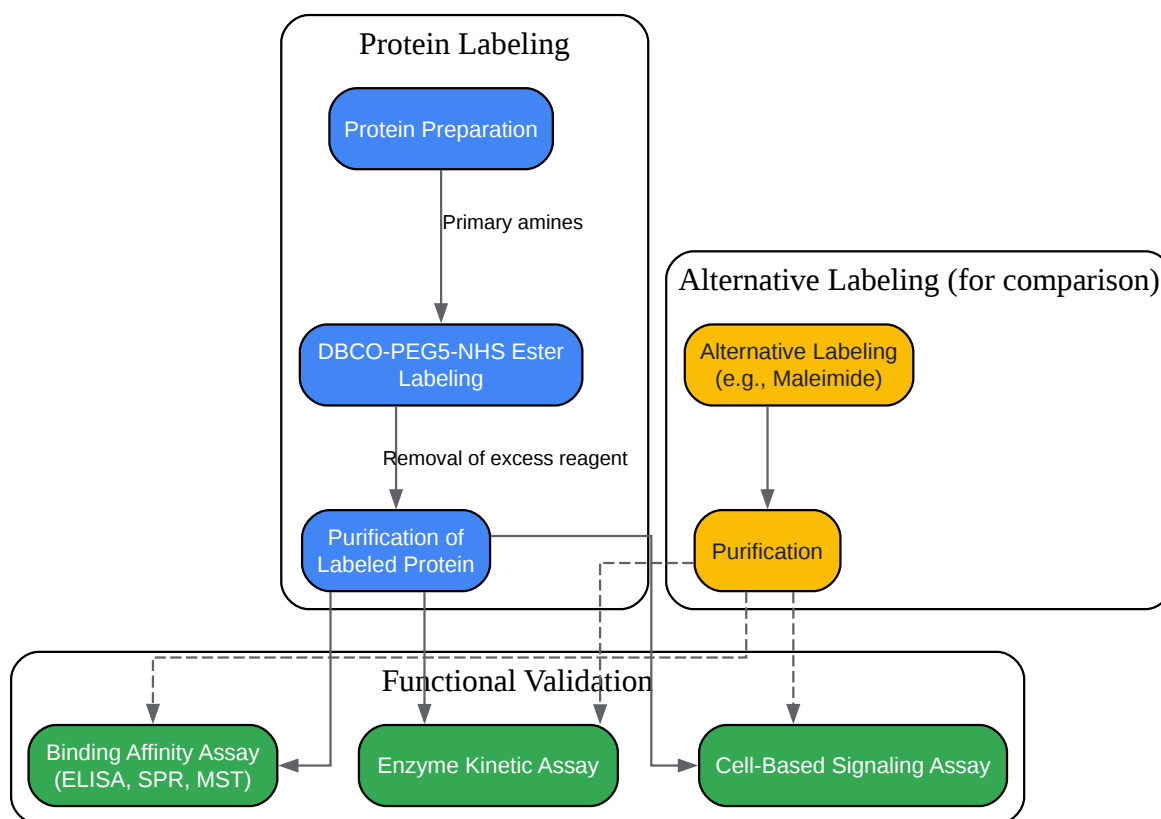 Protein Labeling
Protein Preparation
Primary amines
DBCO-PEG5-NHS Ester
Labeling
Removal of excess reagent
Purification of
Labeled Protein
Alternative Labeling (for comparison)
Alternative Labeling
(e.g., Maleimide)
Purification
Functional Validation
Binding Affinity Assay
(ELISA, SPR, MST)
Enzyme Kinetic Assay
Cell-Based Signaling Assay